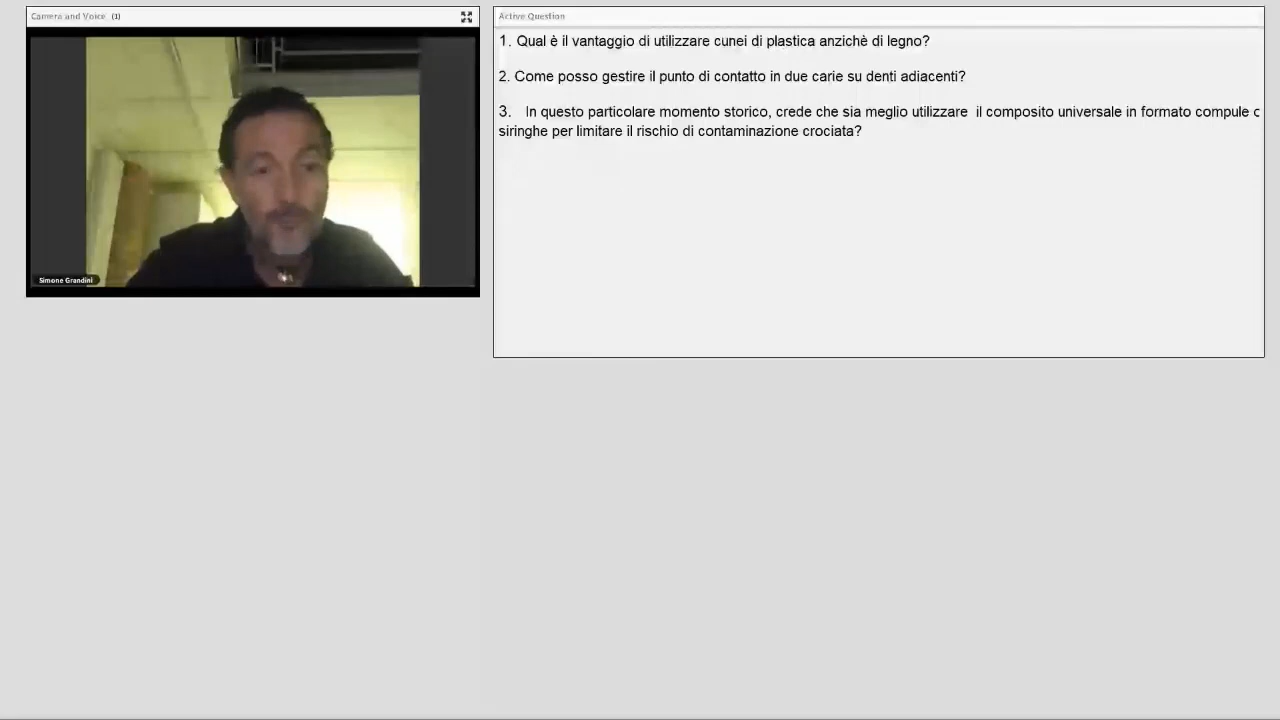 Camera and Voice (1)
Simone Grandini
Active Question
1. Qual è il vantaggio di utilizzare cunei di plastica anzichè di legno?
2. Come posso gestire il punto di contatto in due carie su denti adiacenti?
3. In questo particolare momento storico, crede che sia meglio utilizzare il composito universale in formato compule c
siringhe per limitare il rischio di contaminazione crociata?